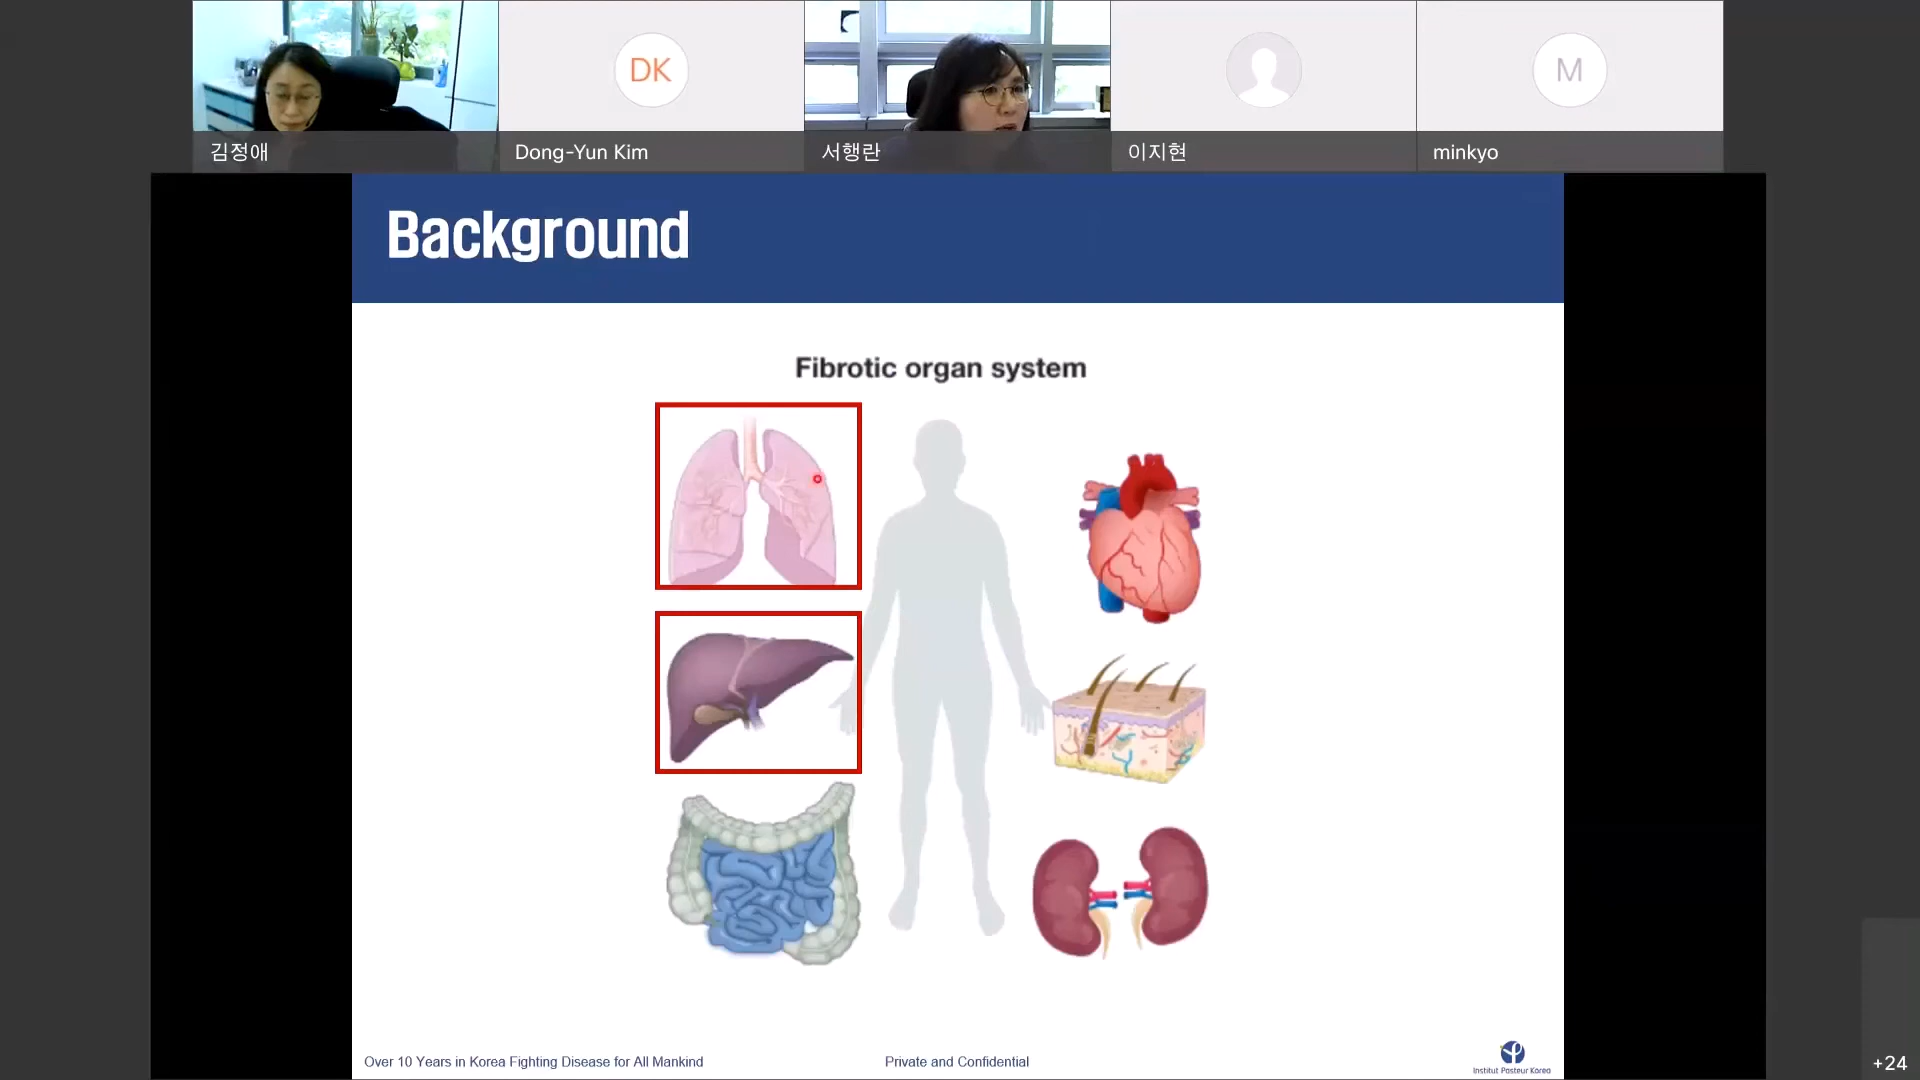 DK
M
김정애
Dong-Yun Kim
서행란
이지현
minkyo
Background
Fibrotic organ system
Over 10 Years in Korea Fighting Disease for All Mankind
Private and Confidential
Institut Pasteur Korea
+24